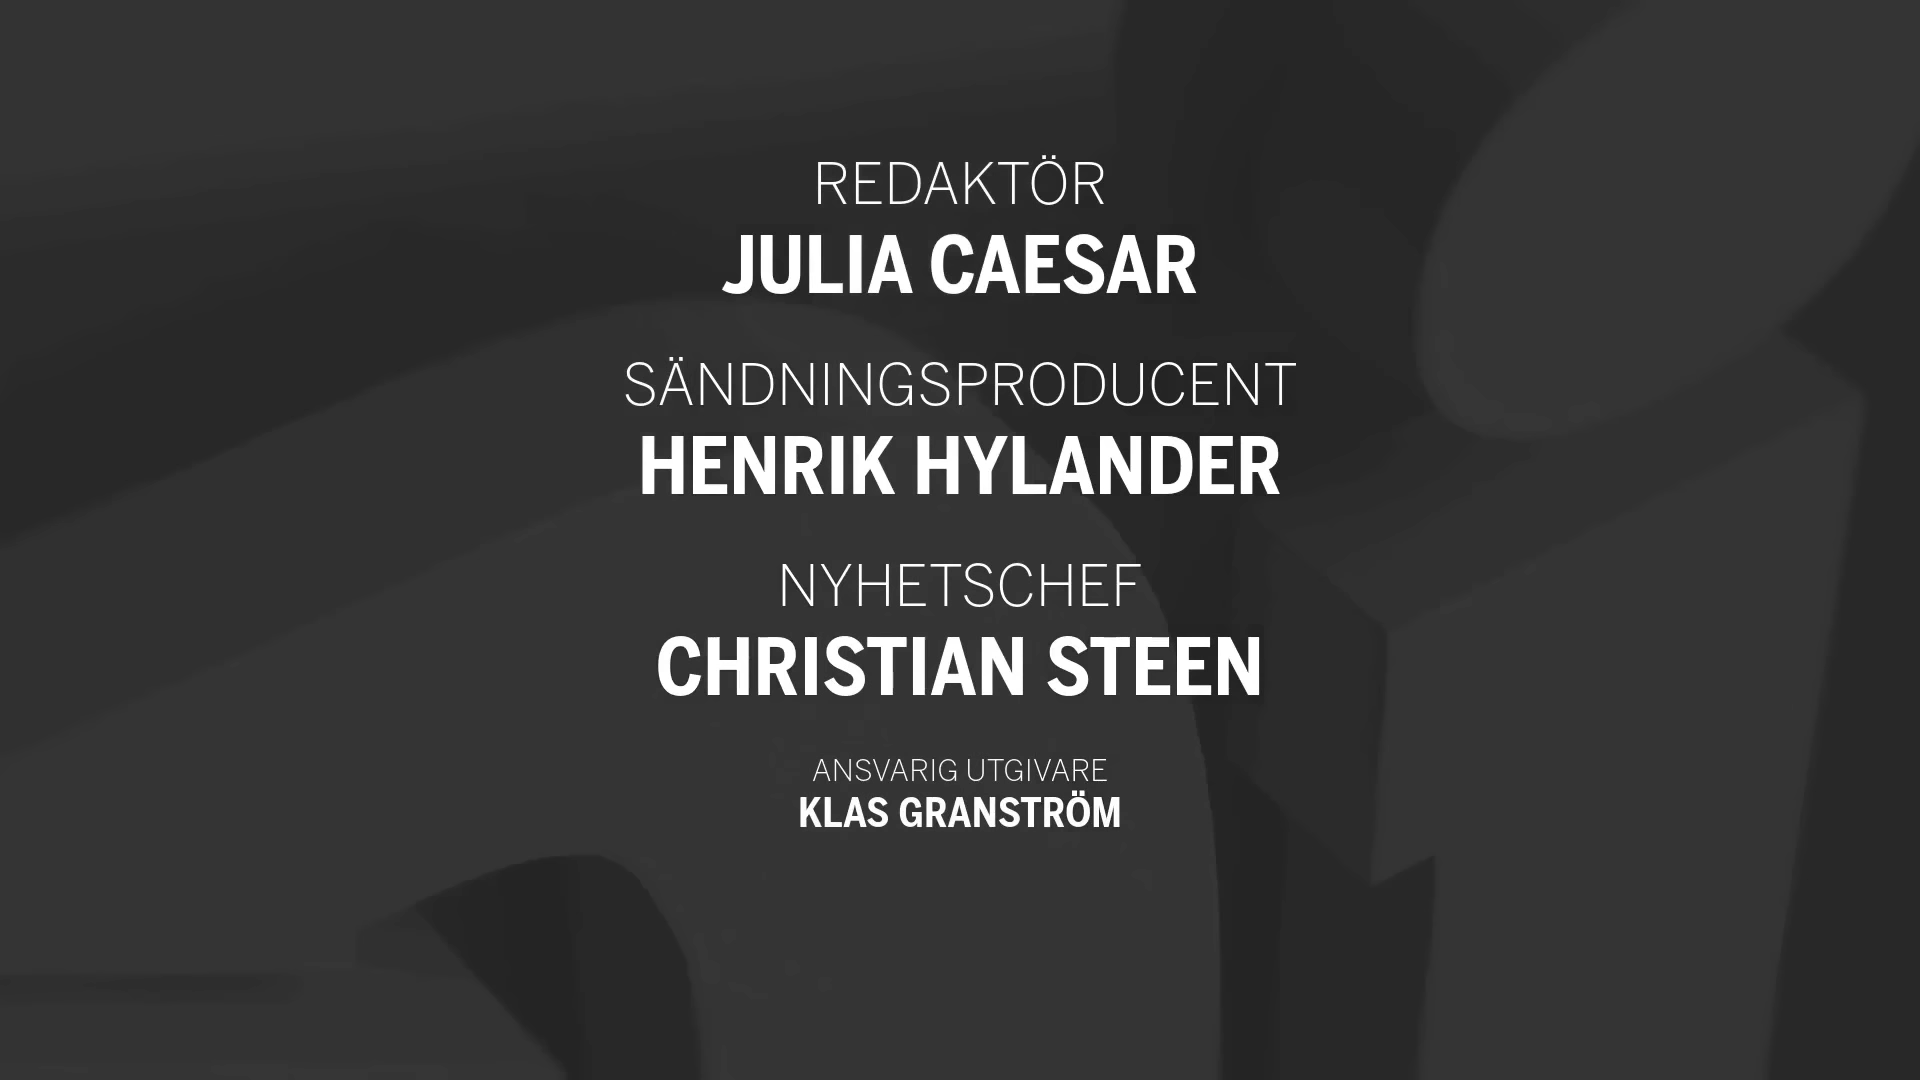 REDAKTÖR
JULIA CAESAR
SÄNDNINGSPRODUCENT
HENRIK HYLANDER
NYHETSCHEF
CHRISTIAN STEEN
ANSVARIG UTGIVARE
KLAS GRANSTRÖM